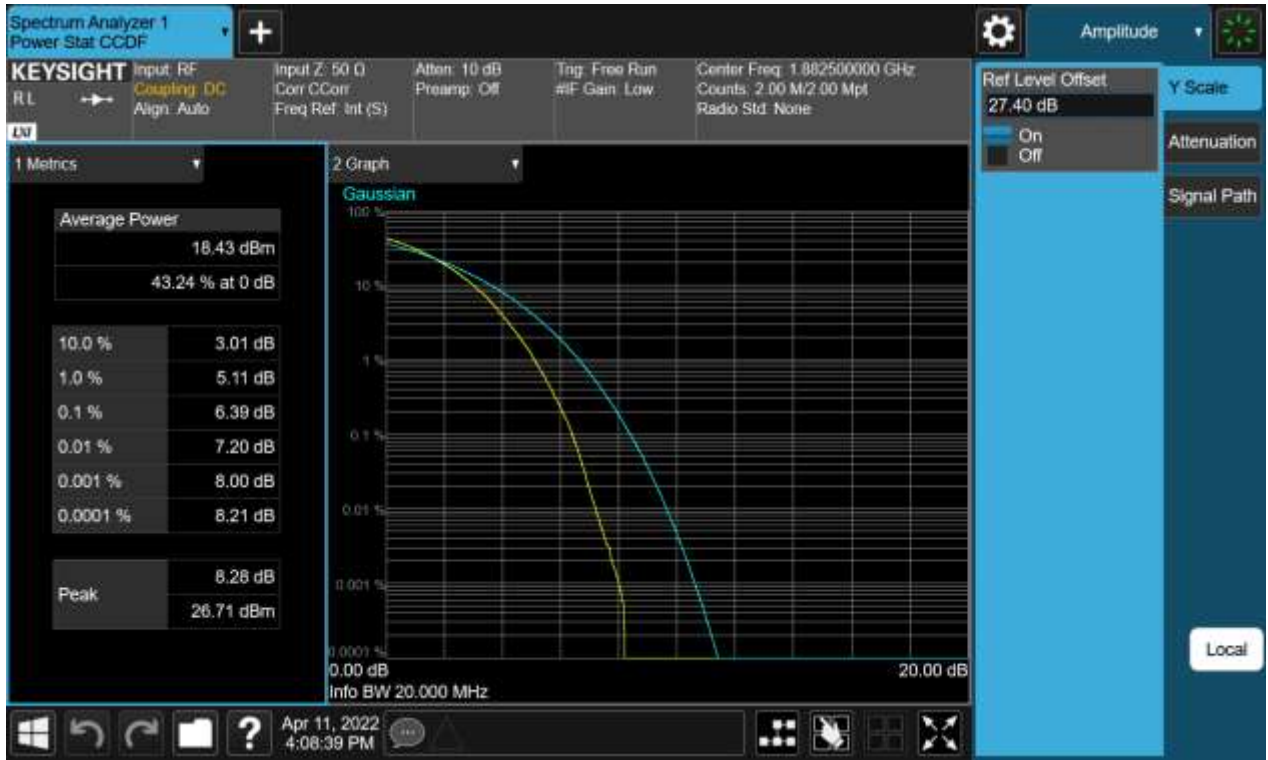 Spectrum Analyzer 1
Power Stat CCDF
+
Amplitude
KEYSIGHT
RL
LXI
Input: RF
Coupling: DC
Align: Auto
Input Z: 50 Ω
Corr CCorr
Freq Ref: Int (S)
Atten: 10 dB
Preamp: Off
Trig: Free Run
#IF Gain: Low
Center Freq: 1.882500000 GHz
Counts: 2.00 M/2.00 Mpt
Radio Std: None
Ref Level Offset
27.40 dB
On
Off
Y Scale
Attenuation
Signal Path
Local
1 Metrics
Average Power
18.43 dBm
43.24 % at 0 dB
10.0 % 3.01 dB
1.0 % 5.11 dB
0.1 % 6.39 dB
0.01 % 7.20 dB
0.001 % 8.00 dB
0.0001 % 8.21 dB
Peak
8.28 dB
26.71 dBm
2 Graph
Gaussian
100 %
10 %
1 %
0.1 %
0.01 %
0.001 %
0.0001 %
0.00 dB 20.00 dB
Info BW 20.000 MHz
?
Apr 11, 2022
4:08:39 PM